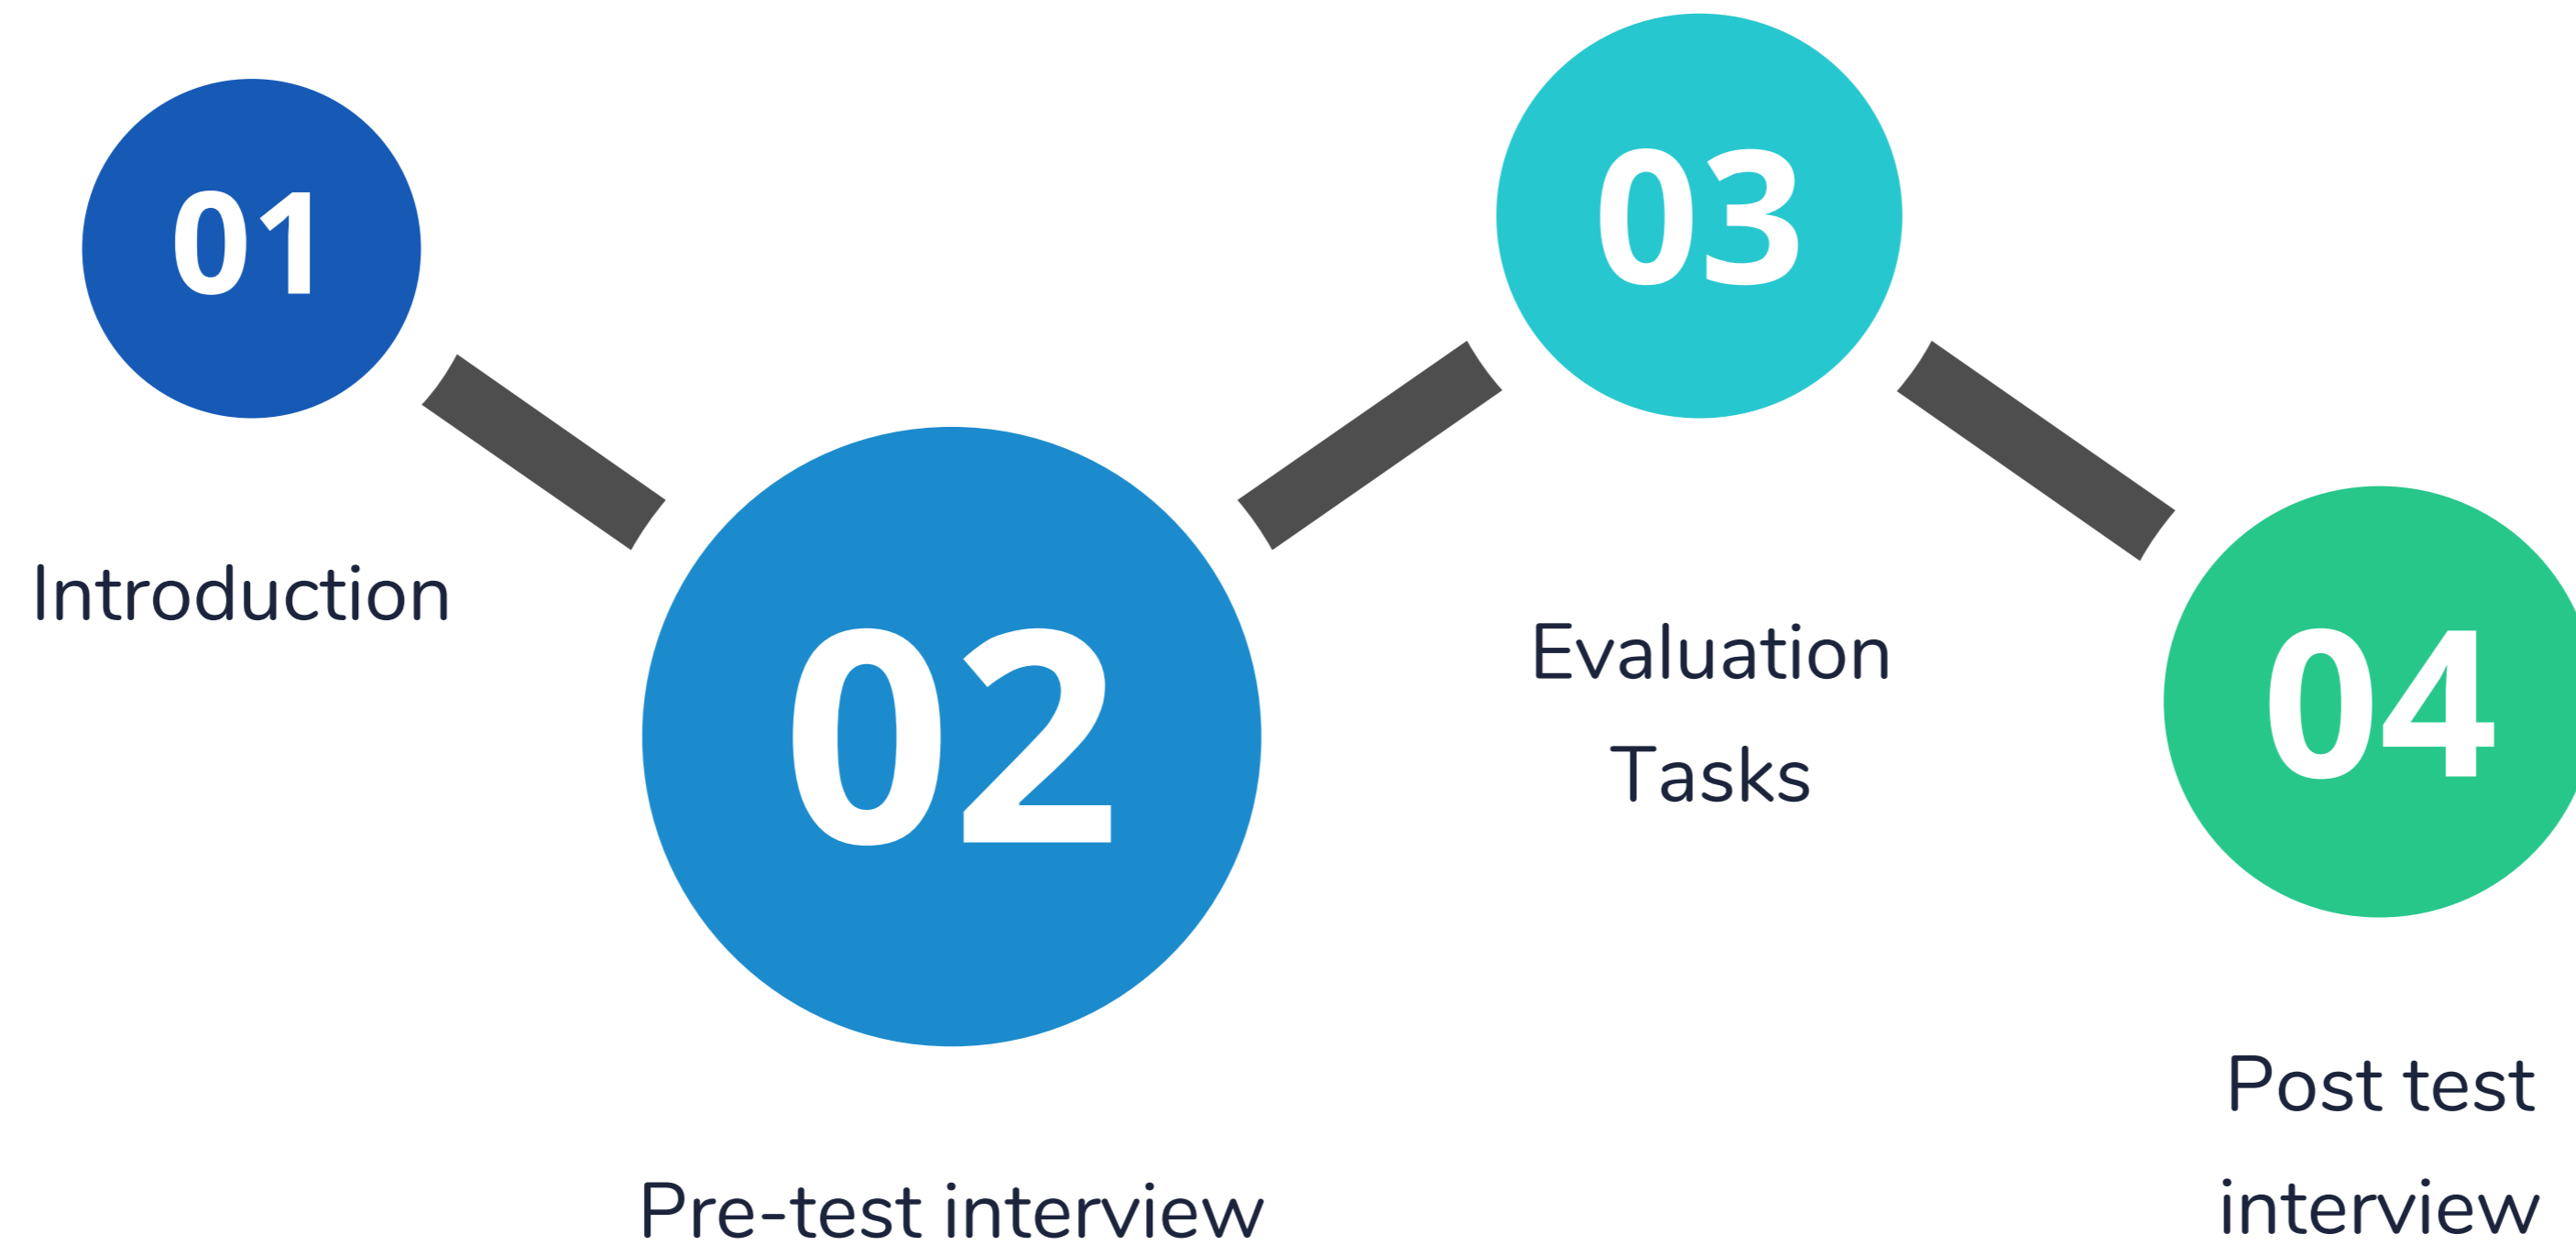 01
Introduction
02
Pre-test interview
03
Evaluation
Tasks
04
Post test
interview